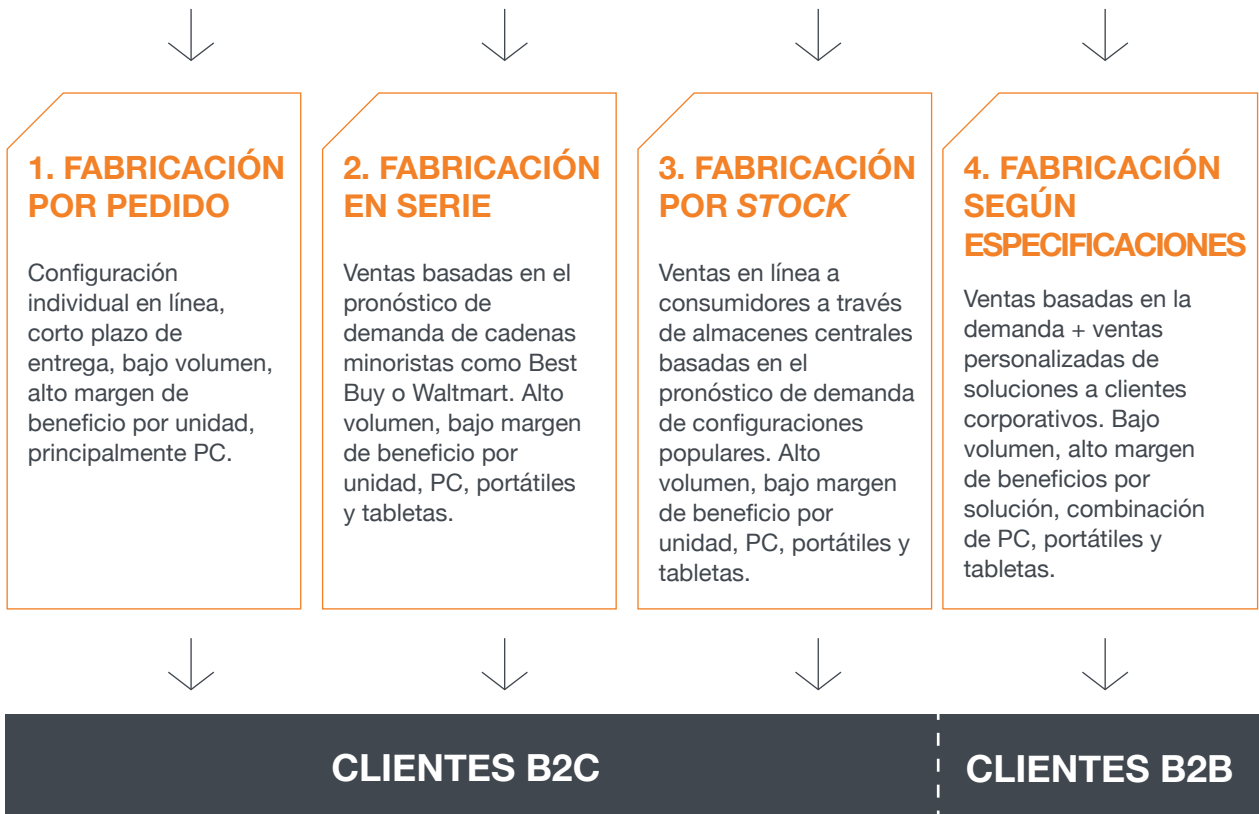 1. FABRICACIÓN
POR PEDIDO
Configuración
individual en línea,
corto plazo de
entrega, bajo volumen,
alto margen de
beneficio por unidad,
principalmente PC.
2. FABRICACIÓN
EN SERIE
Ventas basadas en el
pronóstico de
demanda de cadenas
minoristas como Best
Buy o Waltmart. Alto
volumen, bajo margen
de beneficio por
unidad, PC, portátiles
y tabletas.
3. FABRICACIÓN
POR STOCK
Ventas en línea a
consumidores a través
de almacenes centrales
basadas en el
pronóstico de demanda
de configuraciones
populares. Alto
volumen, bajo margen
de beneficio por
unidad, PC, portátiles y
tabletas.
4. FABRICACIÓN
SEGÚN
ESPECIFICACIONES
Ventas basadas en la
demanda + ventas
personalizadas de
soluciones a clientes
corporativos. Bajo
volumen, alto margen
de beneficios por
solución, combinación
de PC, portátiles y
tabletas.
CLIENTES B2C
CLIENTES B2B